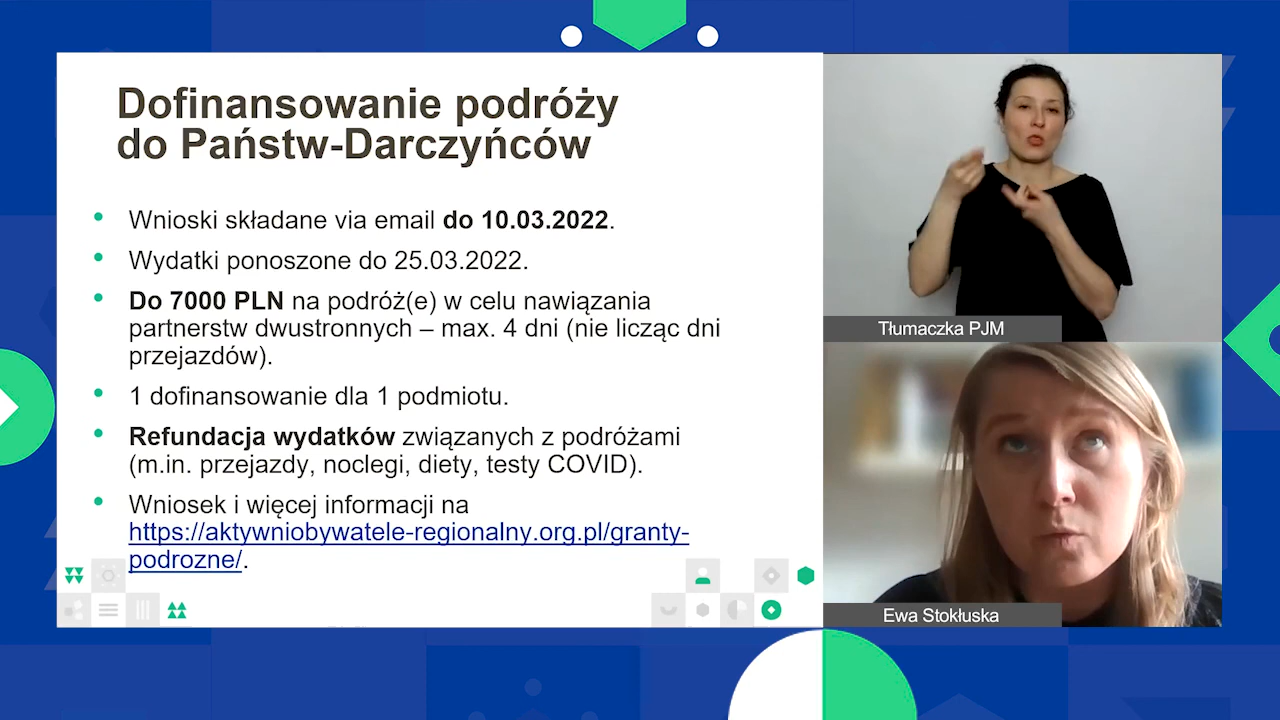 Dofinansowanie podróży
do Państw-Darczyńców
Wnioski składane via email do 10.03.2022.
Wydatki ponoszone do 25.03.2022.
Do 7000 PLN na podróż(e) w celu nawiązania
partnerstw dwustronnych – max. 4 dni (nie licząc dni
przejazdów).
1 dofinansowanie dla 1 podmiotu.
Refundacja wydatków związanych z podróżami
(m.in. przejazdy, noclegi, diety, testy COVID).
Wniosek i więcej informacji na
https://aktywniobywatele-regionalny.org.pl/granty-
podrozne/.
Tłumaczka PJM
Ewa Stokłuska